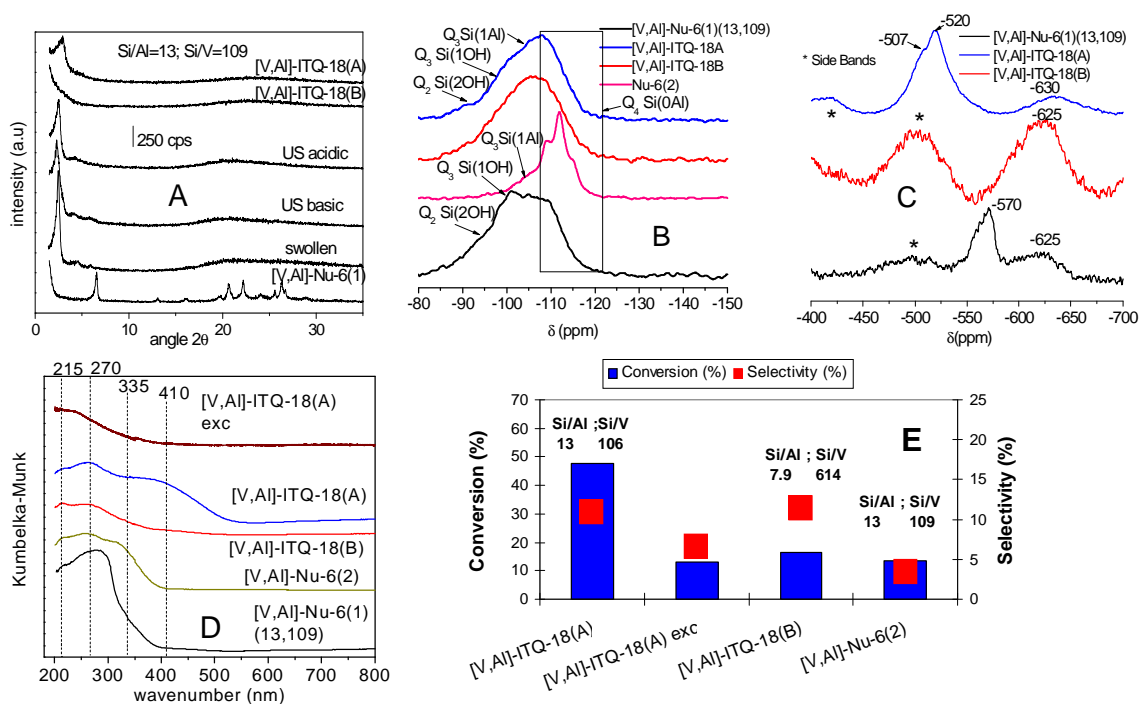 Si/Al=13; Si/V=109
[V,Al]-ITQ-18(A)
[V,Al]-ITQ-18(B)
250 cps
US acidic
A
US basic
swollen
[V,Al]-Nu-6(1)
intensity (a.u)
0 10 20 30
angle 2θ
[V,Al]-Nu-6(1)(13,109)
[V,Al]-ITQ-18A
[V,Al]-ITQ-18B
Nu-6(2)
Q3Si(1Al)
Q3 Si(1OH)
Q2 Si(2OH)
Q4 Si(0Al)
Q3Si(1Al)
Q3 Si(1OH)
Q2 Si(2OH)
B
-80 -90 -100 -110 -120 -130 -140 -150
δ (ppm)
-520
-507
[V,Al]-Nu-6(1)(13,109)
[V,Al]-ITQ-18(A)
[V,Al]-ITQ-18(B)
* Side Bands
-630
-625
* *
C
-570
-625
*
-400 -450 -500 -550 -600 -650 -700
δ(ppm)
215 270 335 410
[V,Al]-ITQ-18(A)
exc
[V,Al]-ITQ-18(A)
[V,Al]-ITQ-18(B)
[V,Al]-Nu-6(2)
[V,Al]-Nu-6(1)
(13,109)
D
Kumbelka-Munk
200 300 400 500 600 700 800
wavenumber (nm)
Conversion (%) Selectivity (%)
70
60
50
40
30
20
10
0
Conversion (%)
25
20
15
10
5
0
Selectivity (%)
E
Si/Al ;Si/V
13 106
Si/Al ; Si/V
7.9 614
Si/Al ; Si/V
13 109
[V,Al]-ITQ-18(A)
[V,Al]-ITQ-18(A) exc
[V,Al]-ITQ-18(B)
[V,Al]-Nu-6(2)